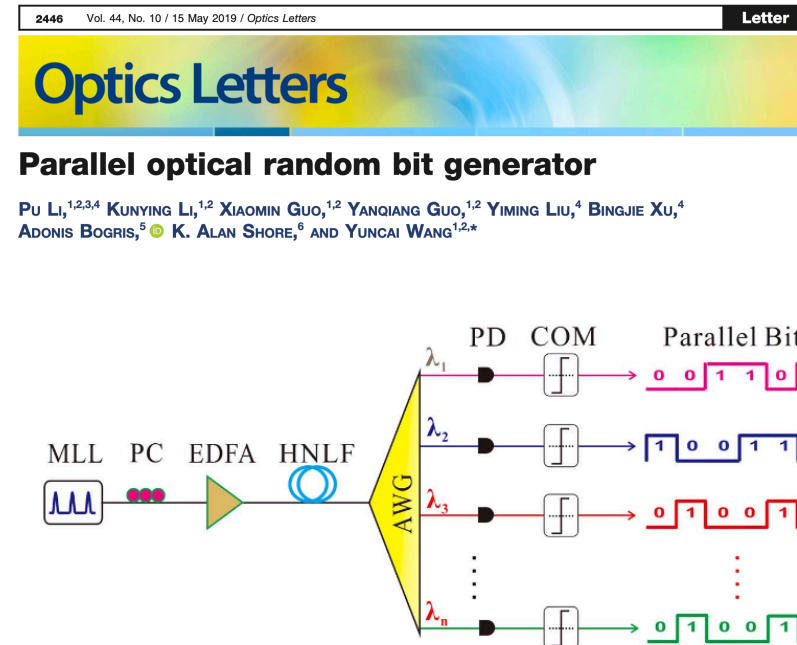 2446 Vol. 44, No. 10 / 15 May 2019 / Optics Letters Letter
Optics Letters
Parallel optical random bit generator
Pu Li,1,2,3,4 Kunying Li,1,2 Xiaomin Guo,1,2 Yanqiang Guo,1,2 Yiming Liu,4 Bingjie Xu,4
Adonis Bogris,5 iD K. Alan Shore,6 and Yuncai Wang1,2,*
PD COM Parallel Bit
λ1 0 0 1 1 0
λ2 1 0 0 1 1
MLL PC EDFA HNLF
AWG
λ3 0 1 0 0 1
λn 0 1 0 0 1